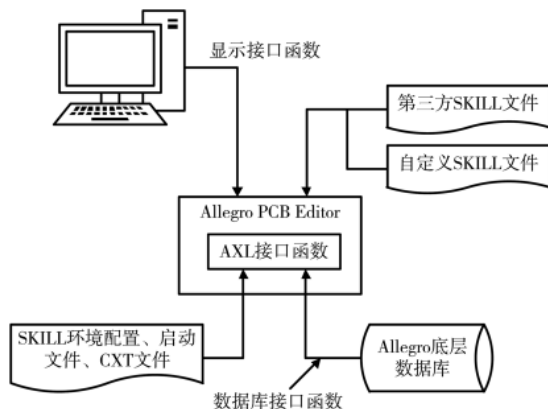 显示接口函数
第三方SKILL文件
自定义SKILL文件
Allegro PCB Editor
AXL接口函数
SKILL环境配置、启动
文件、CXT文件
Allegro底层
数据库
数据库接口函数